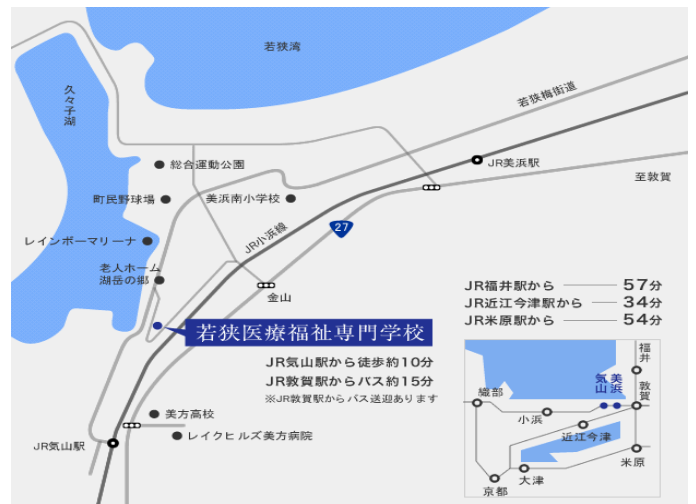 若狭湾
久々子湖
若狭梅街道
総合運動公園
JR美浜駅
至敦賀
町民野球場
美浜南小学校
レインボーマリーナ
JR小浜線
27
老人ホーム
湖岳の郷
金山
若狭医療福祉専門学校
JR気山駅から徒歩約10分
JR敦賀駅からバス約15分
※JR敦賀駅からバス送迎あります
美方高校
JR気山駅
レイクヒルズ美方病院
JR福井駅から 57分
JR近江今津駅から 34分
JR米原駅から 54分
福井
美浜
気山
織部
敦賀
小浜
近江今津
米原
大津
京都